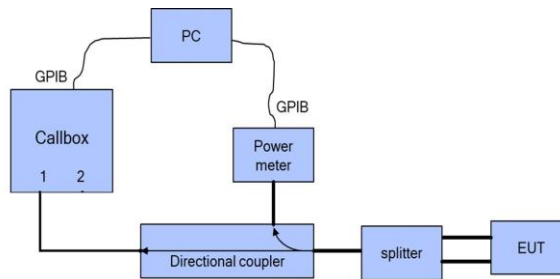 PC
GPIB
GPIB
Callbox
1 2
Power
meter
Directional coupler
splitter
EUT